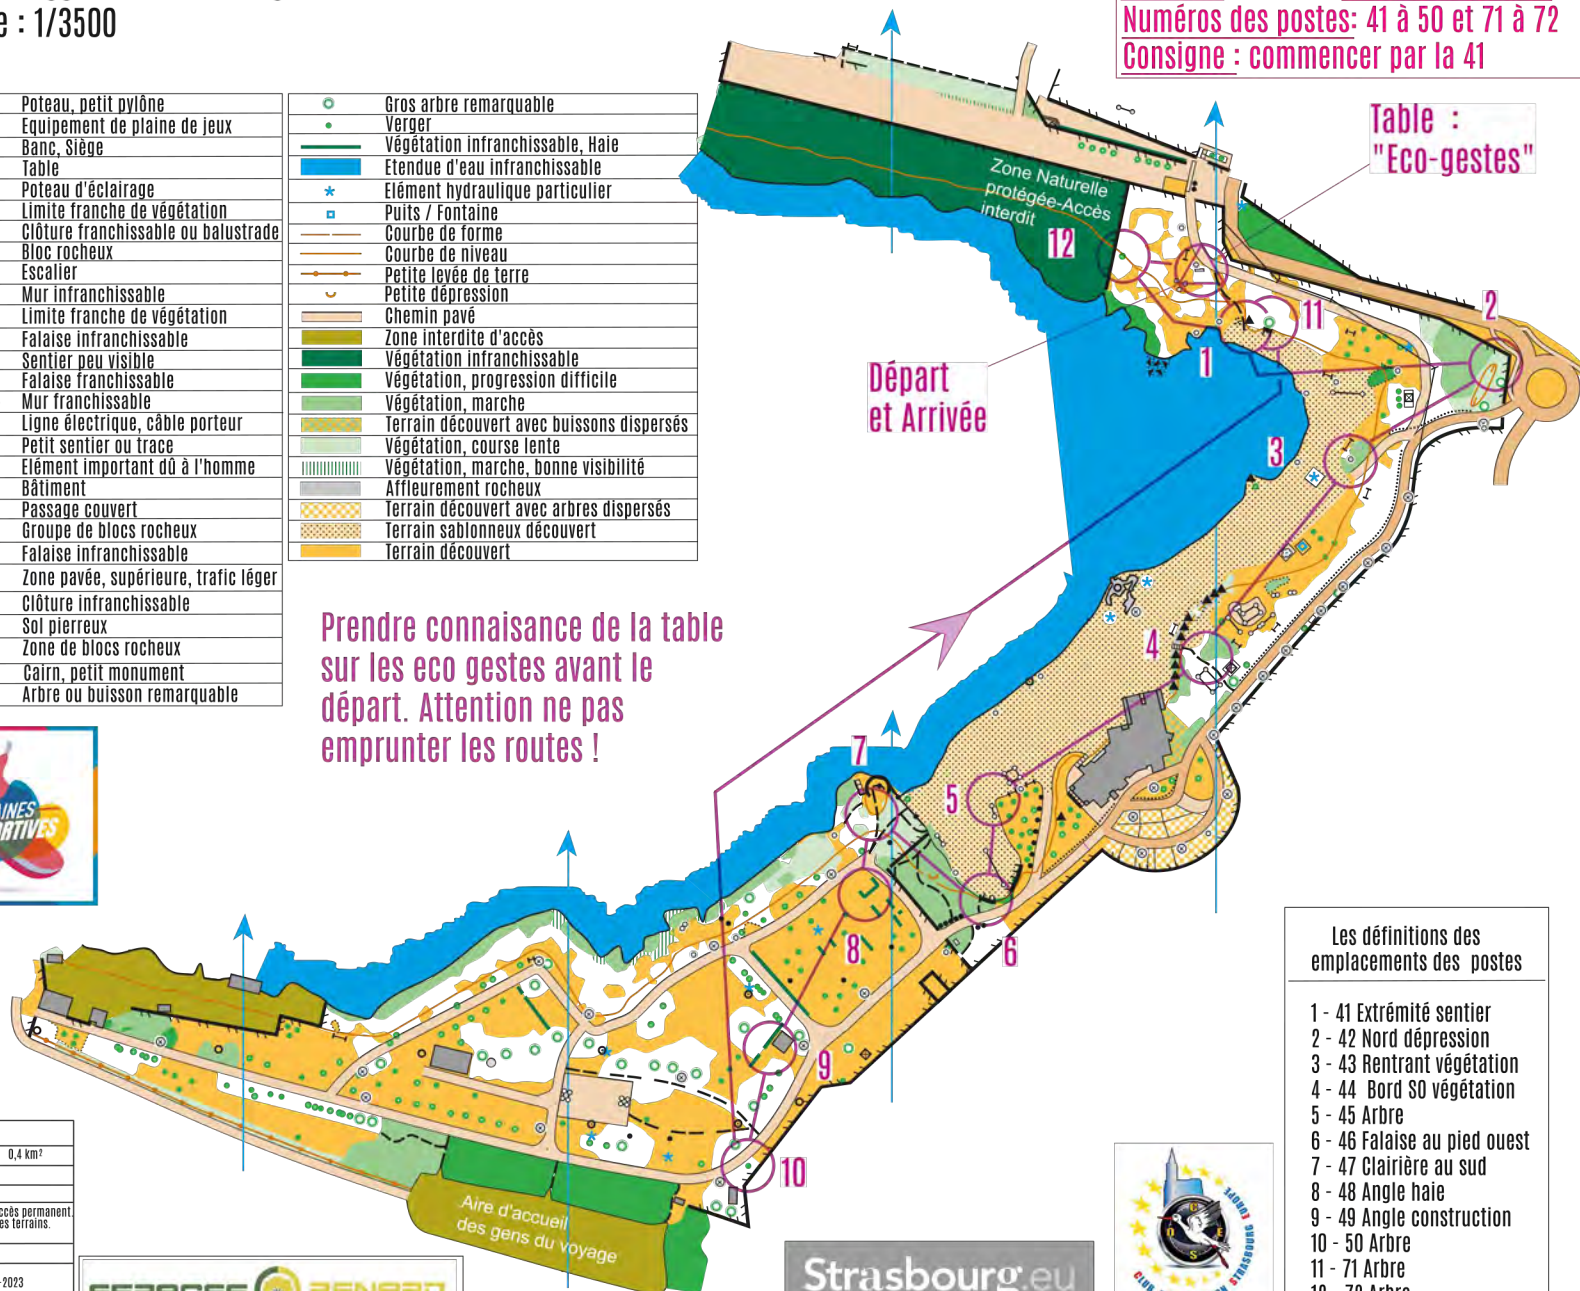 e : 1/3500
Numéros des postes: 41 à 50 et 71 à 72
Consigne : commencer par la 41
Poteau, petit pylône
Equipement de plaine de jeux
Banc, Siège
Table
Poteau d'éclairage
Limite franche de végétation
Clôture franchissable ou balustrade
Bloc rocheux
Escalier
Mur infranchissable
Limite franche de végétation
Falaise infranchissable
Sentier peu visible
Falaise franchissable
Mur franchissable
Ligne électrique, câble porteur
Petit sentier ou trace
Elément important dû à l'homme
Bâtiment
Passage couvert
Groupe de blocs rocheux
Falaise infranchissable
Zone pavée, supérieure, trafic léger
Clôture infranchissable
Sol pierreux
Zone de blocs rocheux
Cairn, petit monument
Arbre ou buisson remarquable
Gros arbre remarquable
Verger
Végétation infranchissable, Haie
Etendue d'eau infranchissable
Elément hydraulique particulier
Puits / Fontaine
Courbe de forme
Courbe de niveau
Petite levée de terre
Petite dépression
Chemin pavé
Zone interdite d'accès
Végétation infranchissable
Végétation, progression difficile
Végétation, marche
Terrain découvert avec buissons dispersés
Végétation, course lente
Végétation, marche, bonne visibilité
Affleurement rocheux
Terrain découvert avec arbres dispersés
Terrain sablonneux découvert
Terrain découvert
Table :
"Eco-gestes"
Zone Naturelle
protégée-Accès
interdit
12
11
2
1
Départ
et Arrivée
3
Prendre connaisance de la table
sur les eco gestes avant le
départ. Attention ne pas
emprunter les routes !
4
7
5
8
6
9
10
Aire d'accueil
des gens du voyage
INES
RTIVES
0,4 km²
ccès permanent.
es terrains.
-2023
Strasbourg.eu
C
O
E
S
STRASBOURG EUROPE
Les définitions des
emplacements des postes
1 - 41 Extrémité sentier
2 - 42 Nord dépression
3 - 43 Rentrant végétation
4 - 44 Bord SO végétation
5 - 45 Arbre
6 - 46 Falaise au pied ouest
7 - 47 Clairière au sud
8 - 48 Angle haie
9 - 49 Angle construction
10 - 50 Arbre
11 - 71 Arbre
12 - 72 Arbre